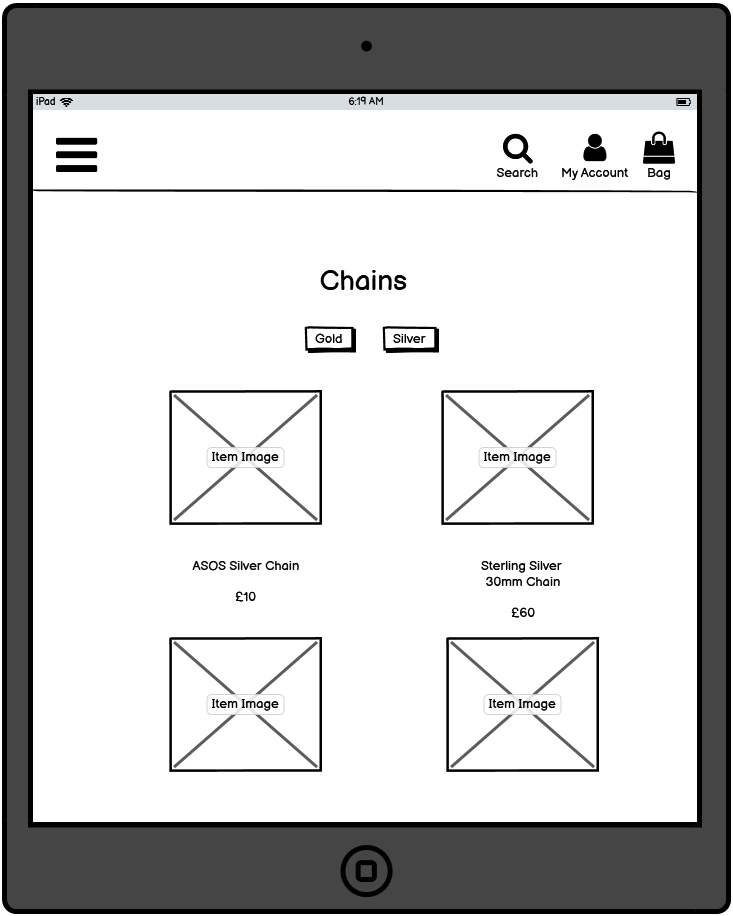 iPad 6:19 AM
Search My Account Bag
Chains
Gold Silver
Item Image Item Image
ASOS Silver Chain
£10
Sterling Silver
30mm Chain
£60
Item Image Item Image